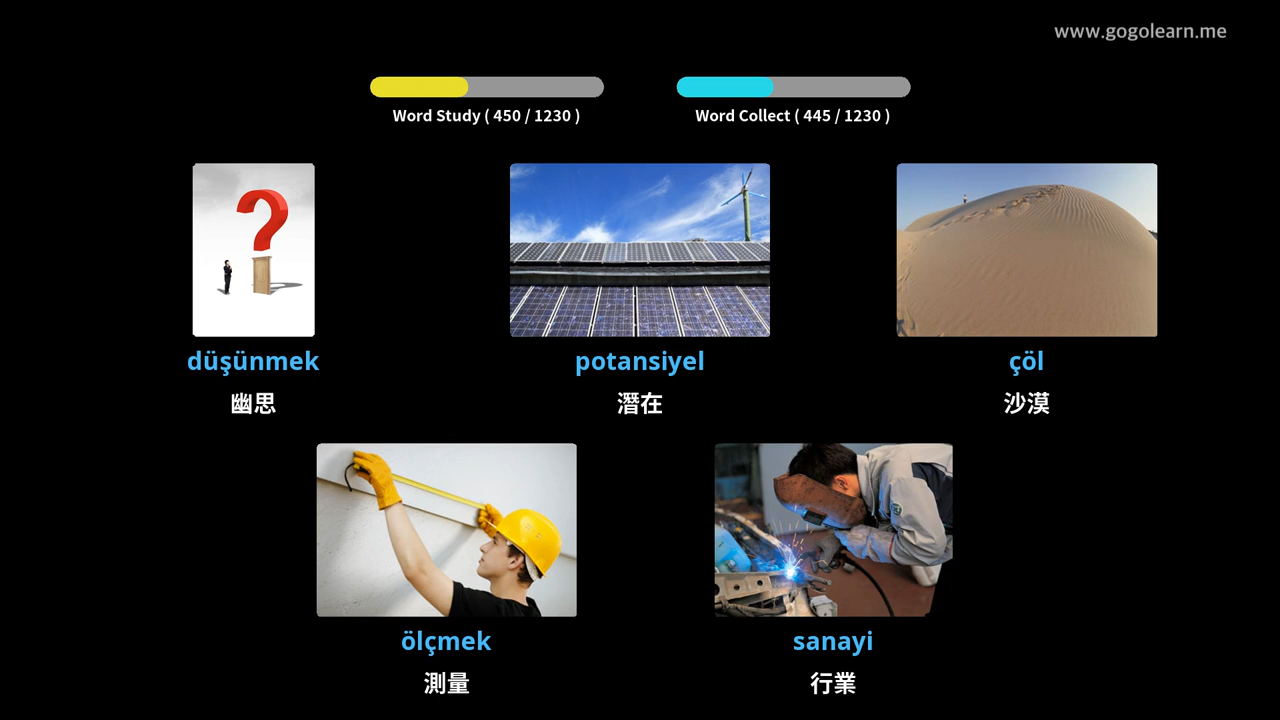 www.gogolearn.me
Word Study ( 450 / 1230 )
Word Collect ( 445 / 1230 )
düşünmek
幽思
potansiyel
潛在
çöl
沙漠
ölçmek
測量
sanayi
行業